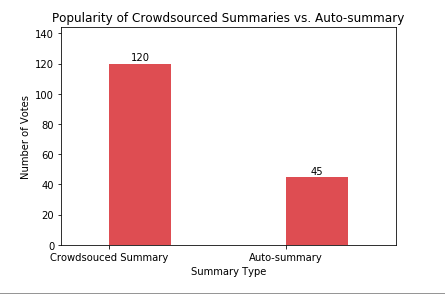 Popularity of Crowdsourced Summaries vs. Auto-summary
140
120
100
80
60
40
20
0
Number of Votes
120
45
Crowdsouced Summary
Auto-summary
Summary Type